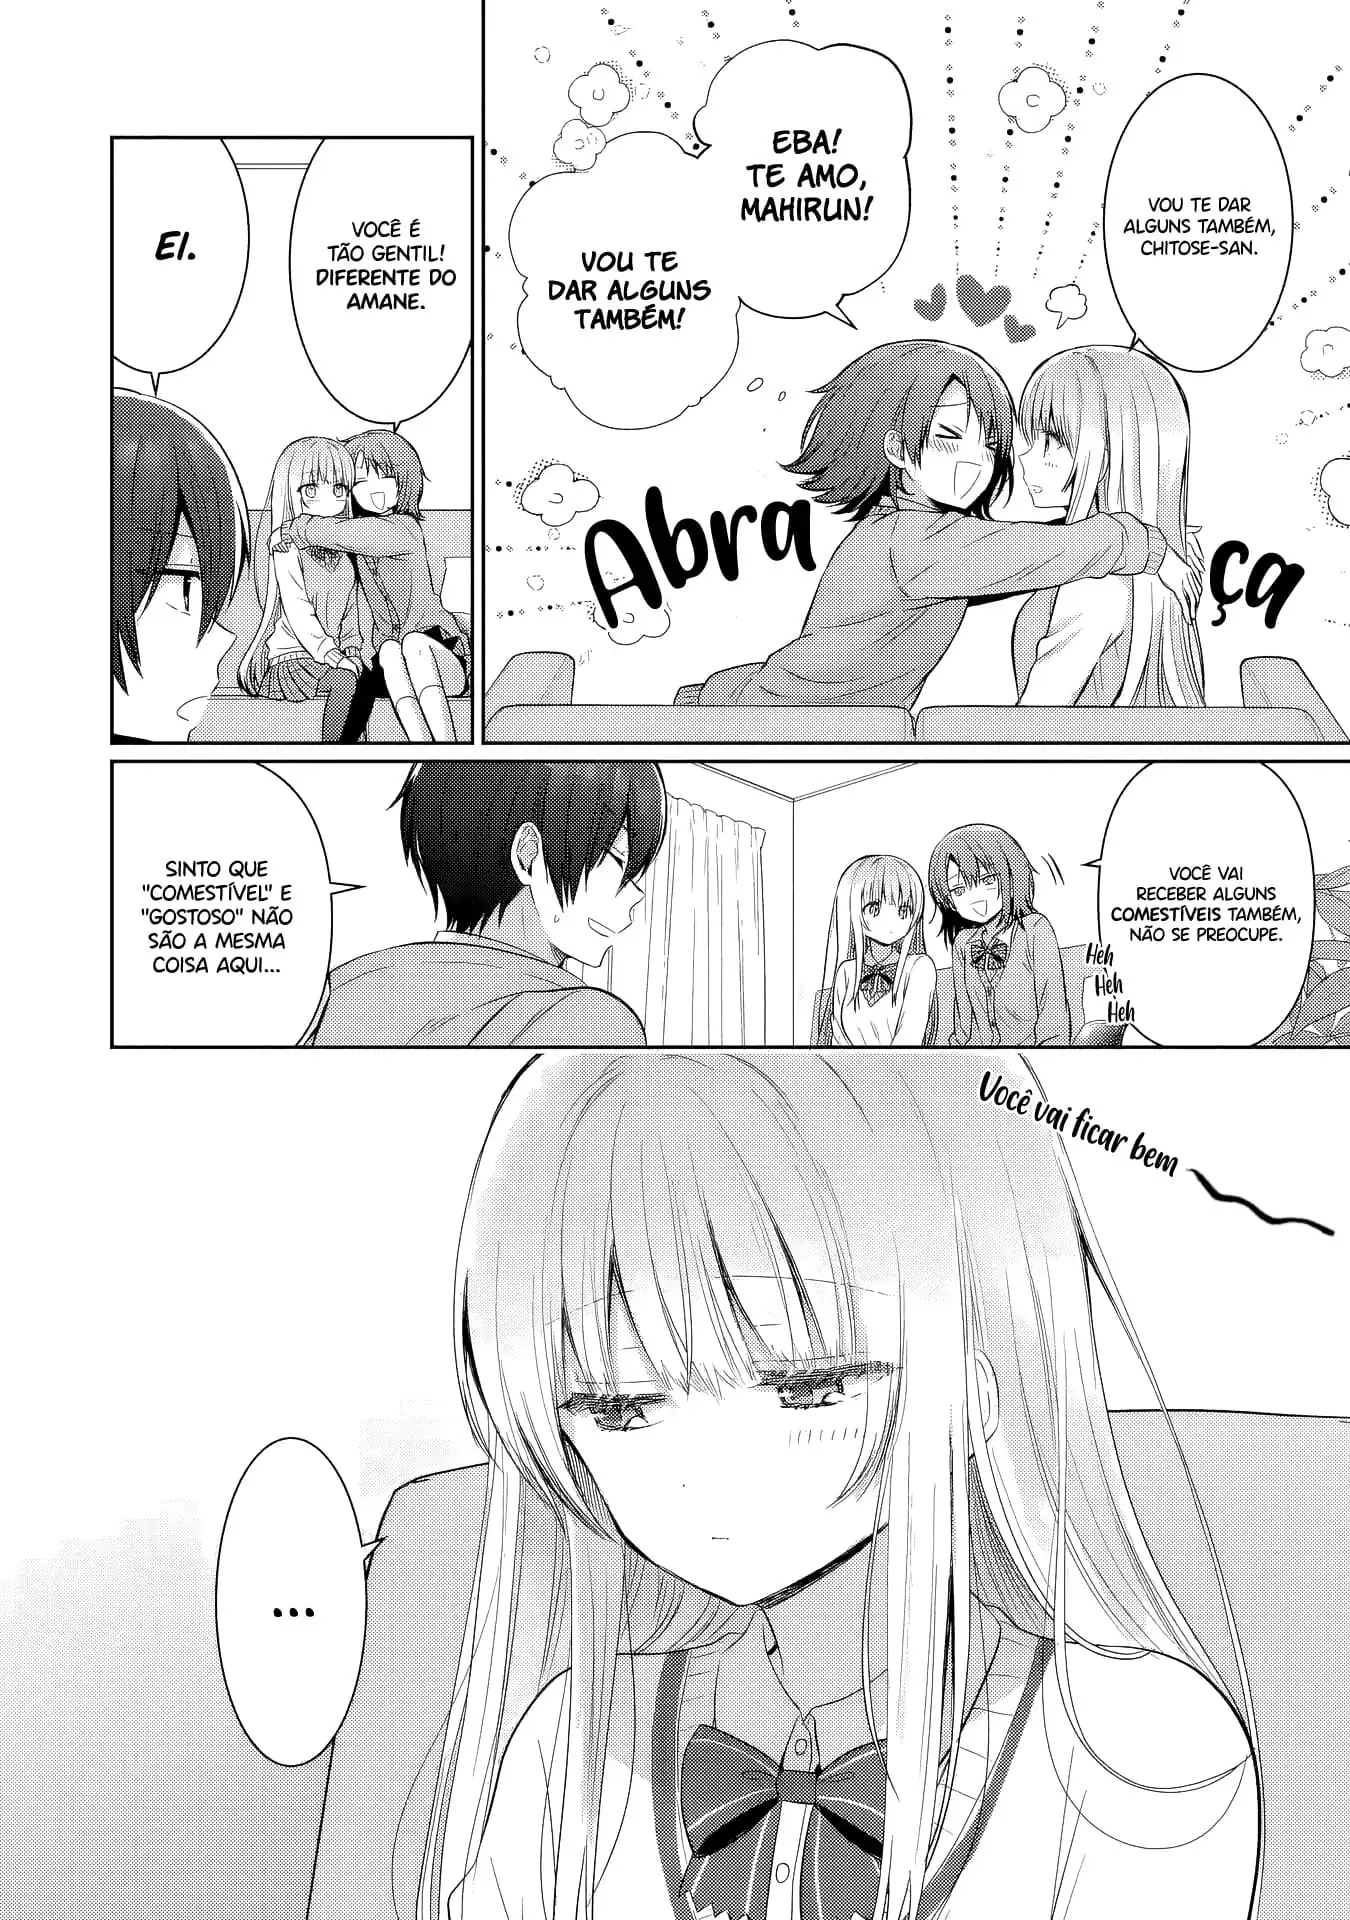 VOU TE DAR
ALGUNS TAMBÉM,
CHITOSE-SAN.
EBA!
TE AMO,
MAHIRUN!
VOU TE
DAR ALGUNS
TAMBÉM!
Abra
ça
VOCÊ É
TÃO GENTIL!
DIFERENTE DO
AMANE.
EI.
VOCÊ VAI
RECEBER ALGUNS
COMESTÍVEIS TAMBÉM,
NÃO SE PREOCUPE.
Heh
Heh
Heh
SINTO QUE
"COMESTÍVEL" E
"GOSTOSO" NÃO
SÃO A MESMA
COISA AQUI...
Você vai ficar bem
...